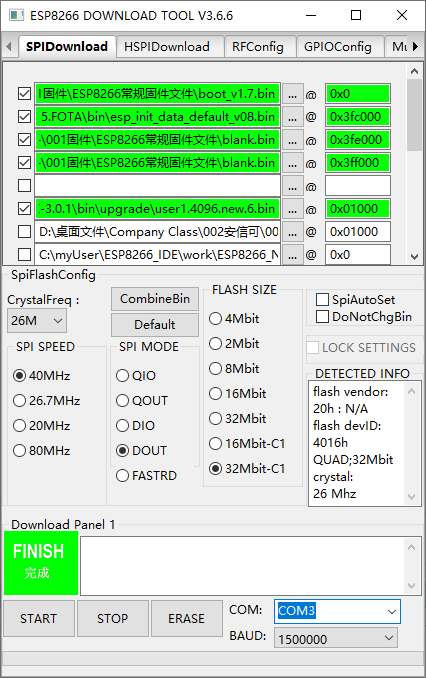 ESP8266 DOWNLOAD TOOL V3.6.6
SPIDownload HSPIDownload RFConfig GPIOConfig Mu
固件\ESP8266常规固件文件\boot_v1.7.bin ... @ 0x0
5.FOTA\bin\esp_init_data_default_v08.bin ... @ 0x3fc000
\001固件\ESP8266常规固件文件\blank.bin ... @ 0x3fe000
\001固件\ESP8266常规固件文件\blank.bin ... @ 0x3ff000
... @
-3.0.1\bin\upgrade\user1.4096.new.6.bin ... @ 0x01000
D:\桌面文件\Company Class\002安信可\00 ... @ 0x01000
C:\myUser\ESP8266_IDE\work\ESP8266_N ... @ 0x0
SpiFlashConfig
CrystalFreq :
26M
CombineBin
Default
SPI SPEED
40MHz
26.7MHz
20MHz
80MHz
SPI MODE
QIO
QOUT
DIO
DOUT
FASTRD
FLASH SIZE
4Mbit
2Mbit
8Mbit
16Mbit
32Mbit
16Mbit-C1
32Mbit-C1
SpiAutoSet
DoNotChgBin
LOCK SETTINGS
DETECTED INFO
flash vendor:
20h : N/A
flash devID:
4016h
QUAD;32Mbit
crystal:
26 Mhz
Download Panel 1
FINISH
完成
START STOP ERASE
COM: COM3
BAUD: 1500000